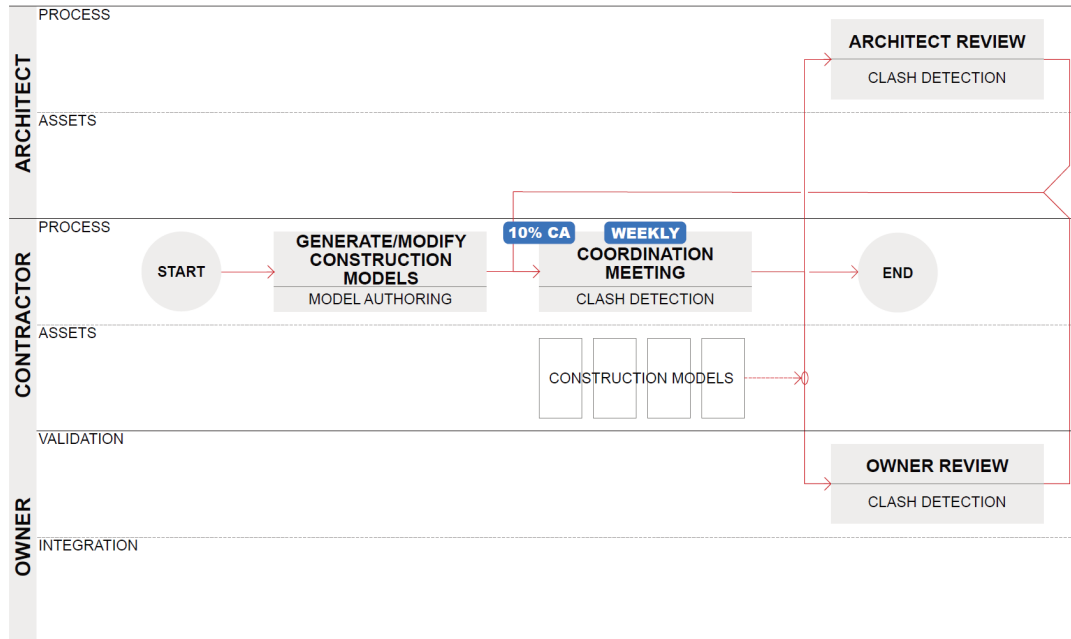 ARCHITECT
PROCESS
ARCHITECT REVIEW
CLASH DETECTION
ASSETS
CONTRACTOR
PROCESS
START
GENERATE/MODIFY
CONSTRUCTION
MODELS
MODEL AUTHORING
10% CA
WEEKLY
COORDINATION
MEETING
CLASH DETECTION
END
ASSETS
CONSTRUCTION MODELS
OWNER
VALIDATION
OWNER REVIEW
CLASH DETECTION
INTEGRATION